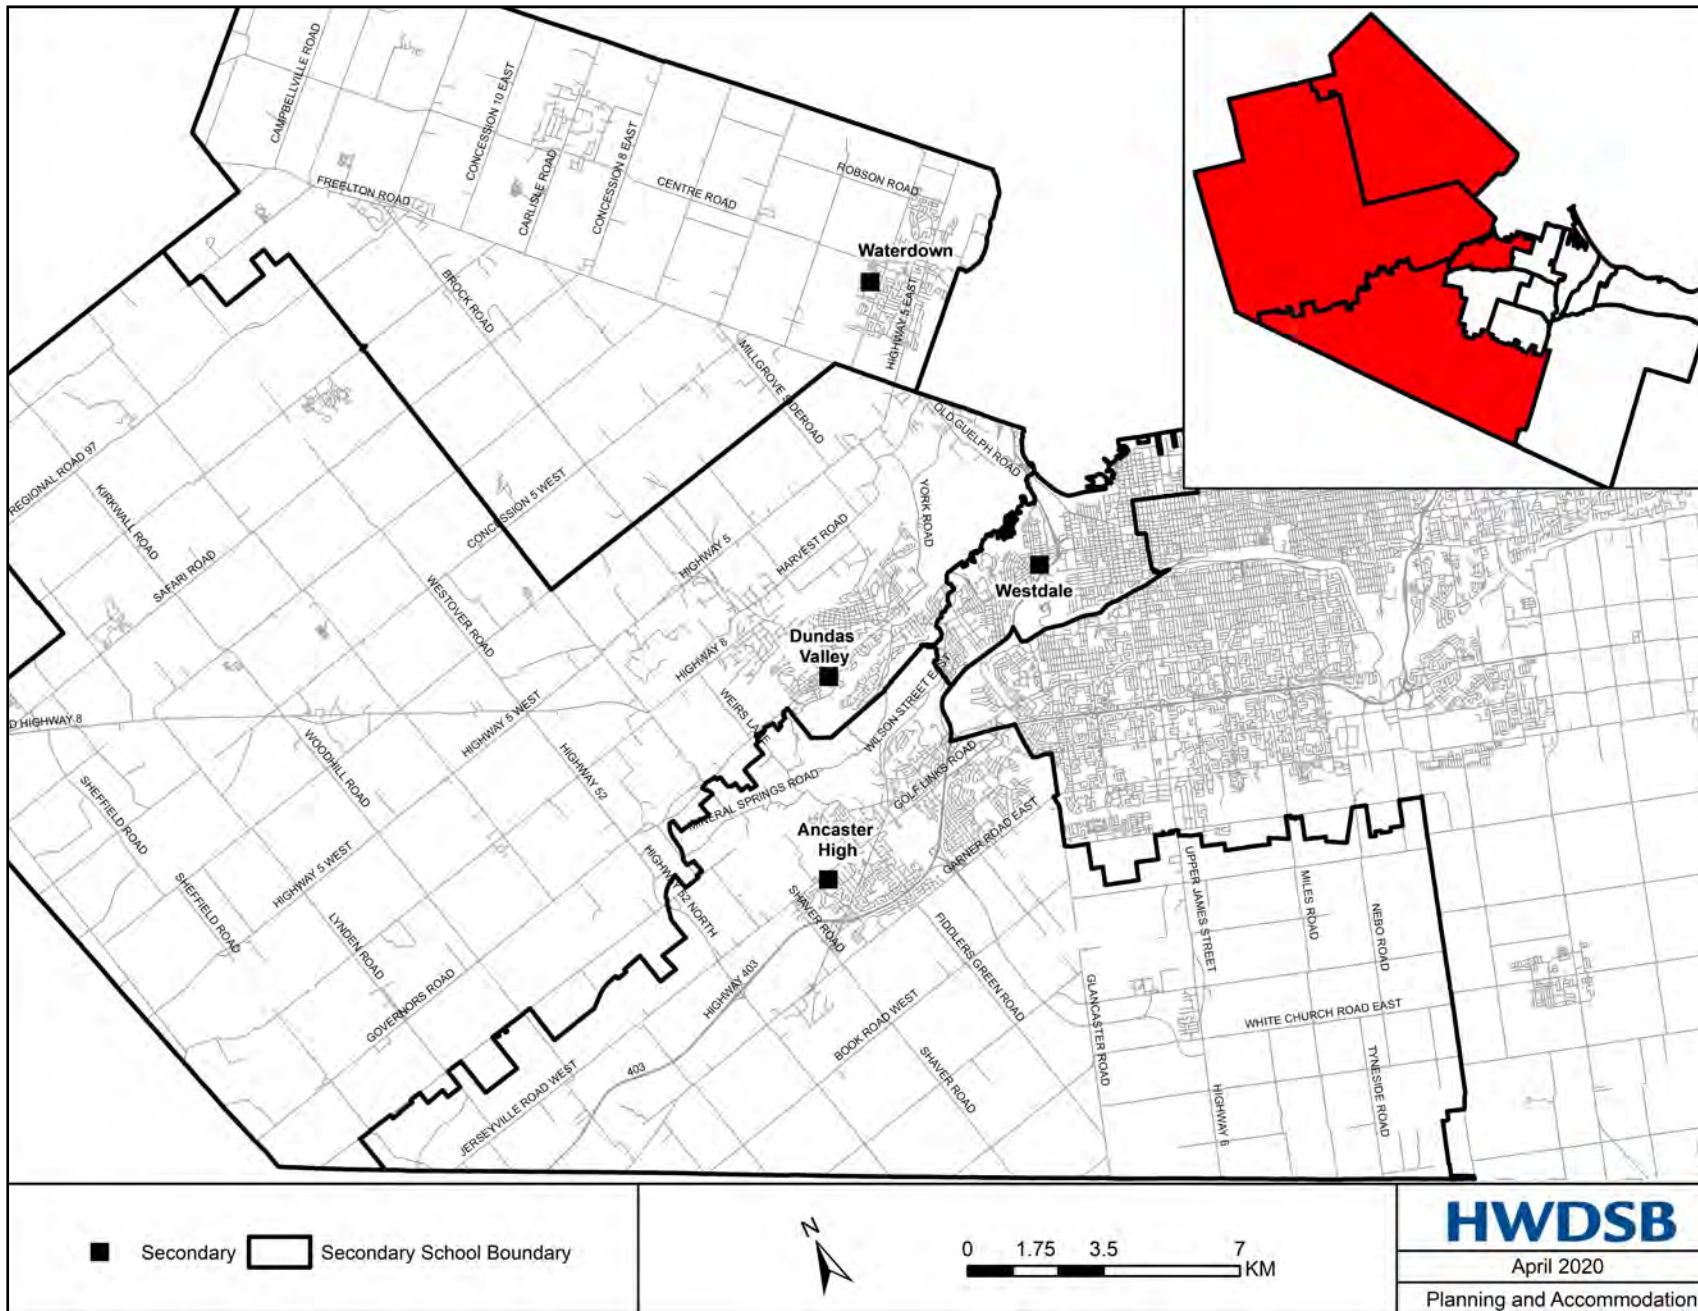 CAMPBELLVILLE ROAD
CONCESSION 10 EAST
CARLISLE ROAD
CONCESSION 8 EAST
FREELTON ROAD
CENTRE ROAD
ROBSON ROAD
Waterdown
BROCK ROAD
HIGHWAY 5 EAST
MILLGROVE SIDEROAD
OLD GUELPH ROAD
REGIONAL ROAD 97
KIRKWALL ROAD
CONCESSION 5 WEST
YORK ROAD
SAFARI ROAD
HIGHWAY 5
HARVEST ROAD
WESTOVER ROAD
Westdale
Dundas
Valley
HIGHWAY 8
WEIRS LANE
WILSON STREET EAST
D HIGHWAY 8
HIGHWAY 5 WEST
WOODHILL ROAD
HIGHWAY 52
GOLF LINKS ROAD
MINERAL SPRINGS ROAD
SHEFFIELD ROAD
Ancaster
High
GARNER ROAD EAST
HIGHWAY 5 WEST
SHEFFIELD ROAD
HIGHWAY 52 NORTH
SHAVER ROAD
UPPER JAMES STREET
MILES ROAD
NEBO ROAD
LYNDEN ROAD
FIDDLERS GREEN ROAD
GOVERNORS ROAD
HIGHWAY 403
GLANCASTER ROAD
WHITE CHURCH ROAD EAST
BOOK ROAD WEST
SHAVER ROAD
403
JERSEYVILLE ROAD WEST
HIGHWAY 6
TYNESIDE ROAD
Secondary
Secondary School Boundary
N
0 1.75 3.5 7
KM
HWDSB
April 2020
Planning and Accommodation